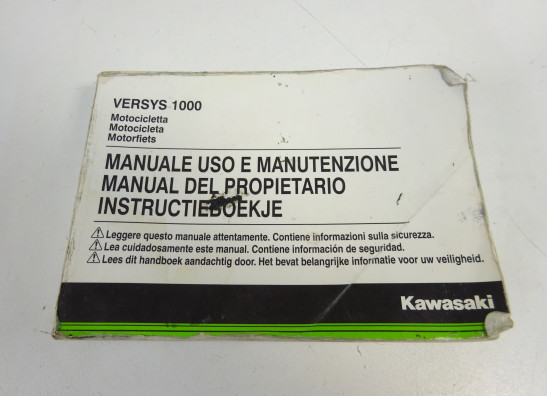 VERSYS 1000
Motocicletta
Motocicleta
Motorfiets
MANUALE USO E MANUTENZIONE
MANUAL DEL PROPIETARIO
INSTRUCTIEBOEKJE
Leggere questo manuale attentamente. Contiene informazioni sulla sicurezza.
Lea cuidadosamente este manual. Contiene información de seguridad.
Lees dit handboek aandachtig door. Het bevat belangrijke informatie voor uw veiligheid.
Kawasaki